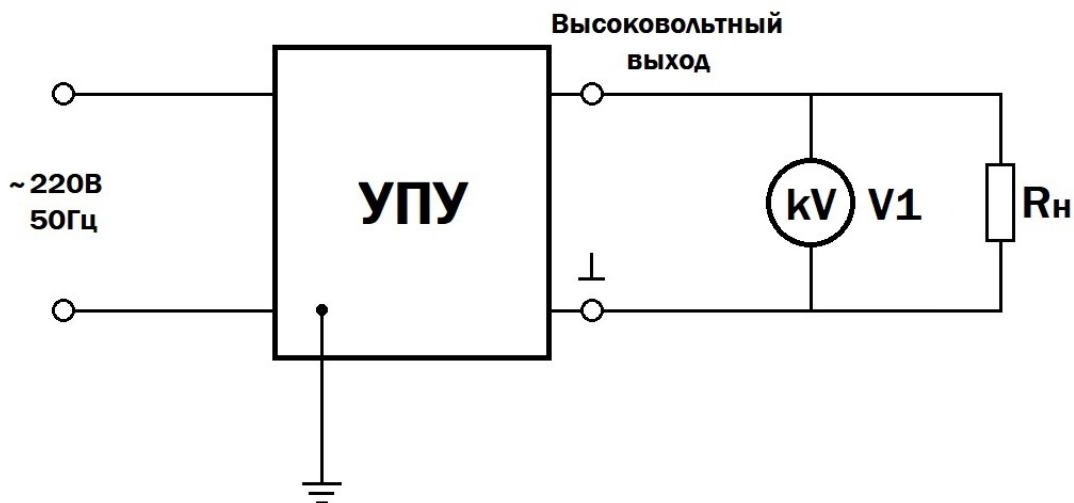 Высоковольтный
выход
~220В
50Гц
УПУ
kV
V1
Rн